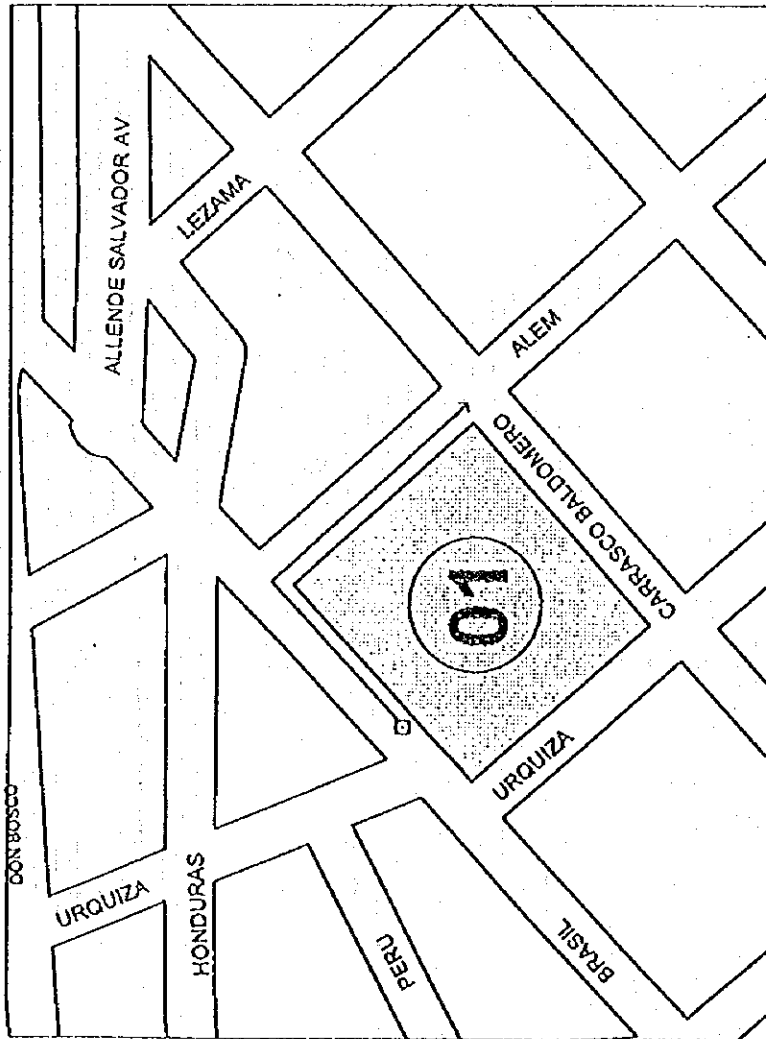 ALLENDE SALVADOR AV
LEZAMA
ALEM
CARRASCO BALDOMERO
01
URQUIZA
DON BOSCO
URQUIZA
HONDURAS
PERU
BRASIL